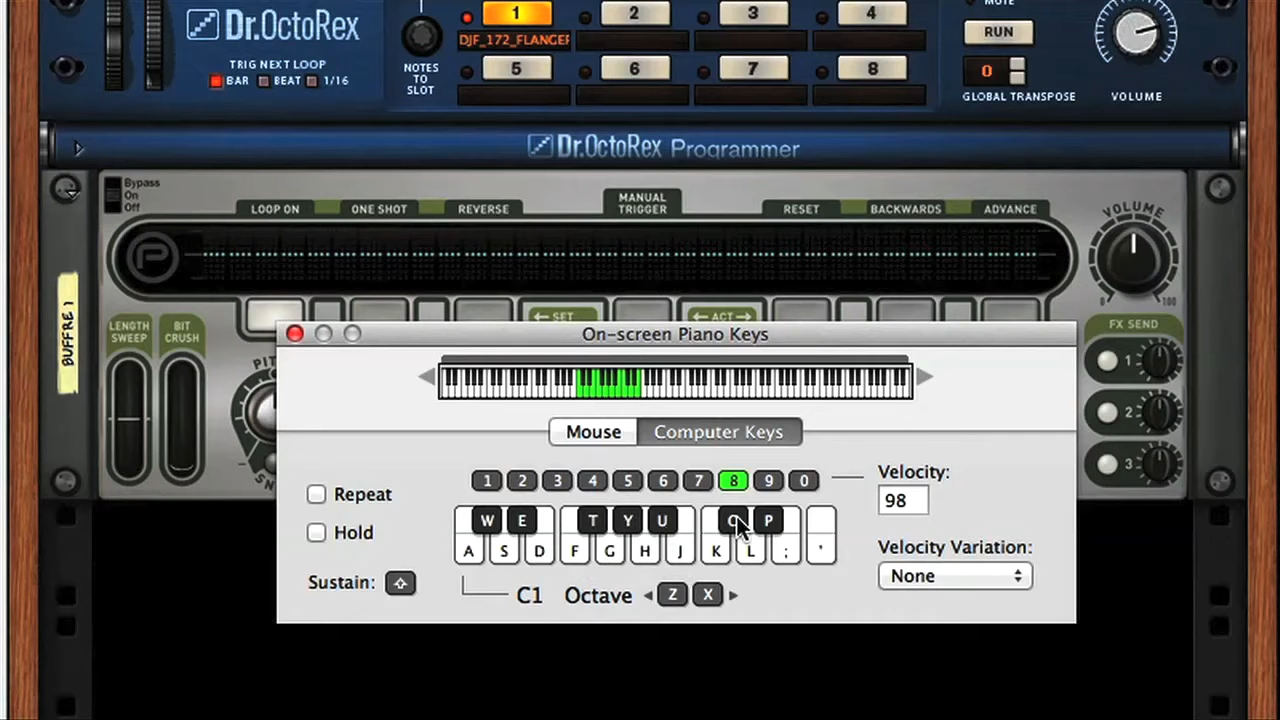 MUTE
Dr.OctoRex
1 2 3 4
RUN
DJF_172_FLANGER
TRIG NEXT LOOP
BAR BEAT 1/16
NOTES
TO
SLOT
5 6 7 8
0
GLOBAL TRANSPOSE
VOLUME
Dr.OctoRex Programmer
Bypass
On
Off
LOOP ON ONE SHOT REVERSE MANUAL
TRIGGER RESET BACKWARDS ADVANCE
VOLUME
0 100
BUFFRE 1
LENGTH
SWEEP
BIT
CRUSH
←SET ←ACT→
FX SEND
1
2
3
On-screen Piano Keys
Mouse Computer Keys
1 2 3 4 5 6 7 8 9 0
Velocity:
98
Repeat
Hold
W E T Y U O P
A S D F G H J K L ; '
Velocity Variation:
None
Sustain:
C1 Octave Z X